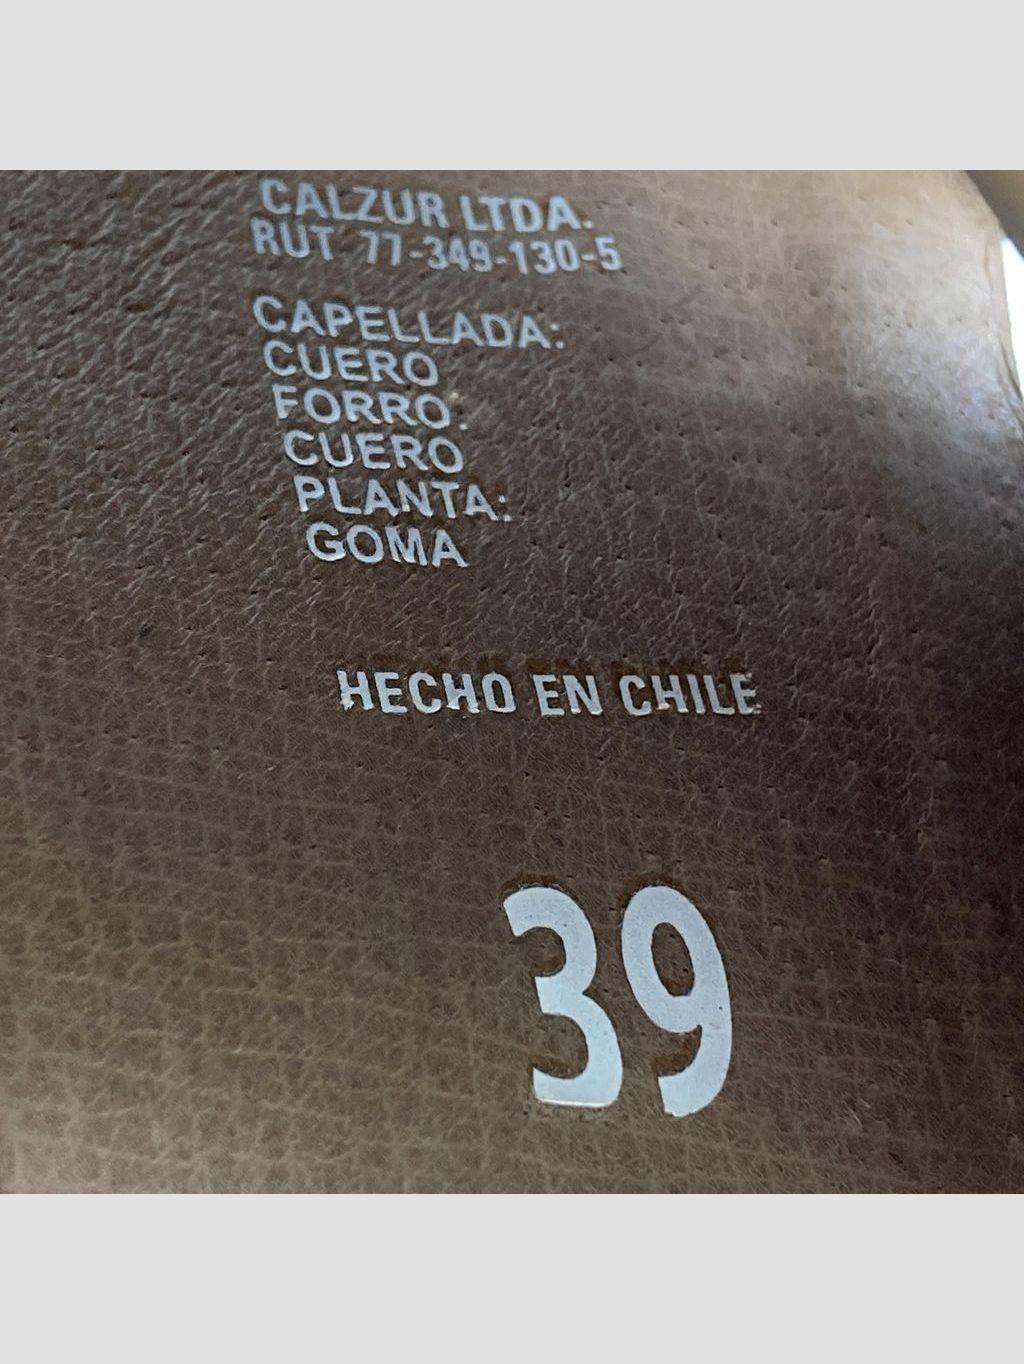 CALZUR LTDA.
RUT 77-349-130-5
CAPELLADA:
CUERO
FORRO:
CUERO
PLANTA:
GOMA
HECHO EN CHILE
39